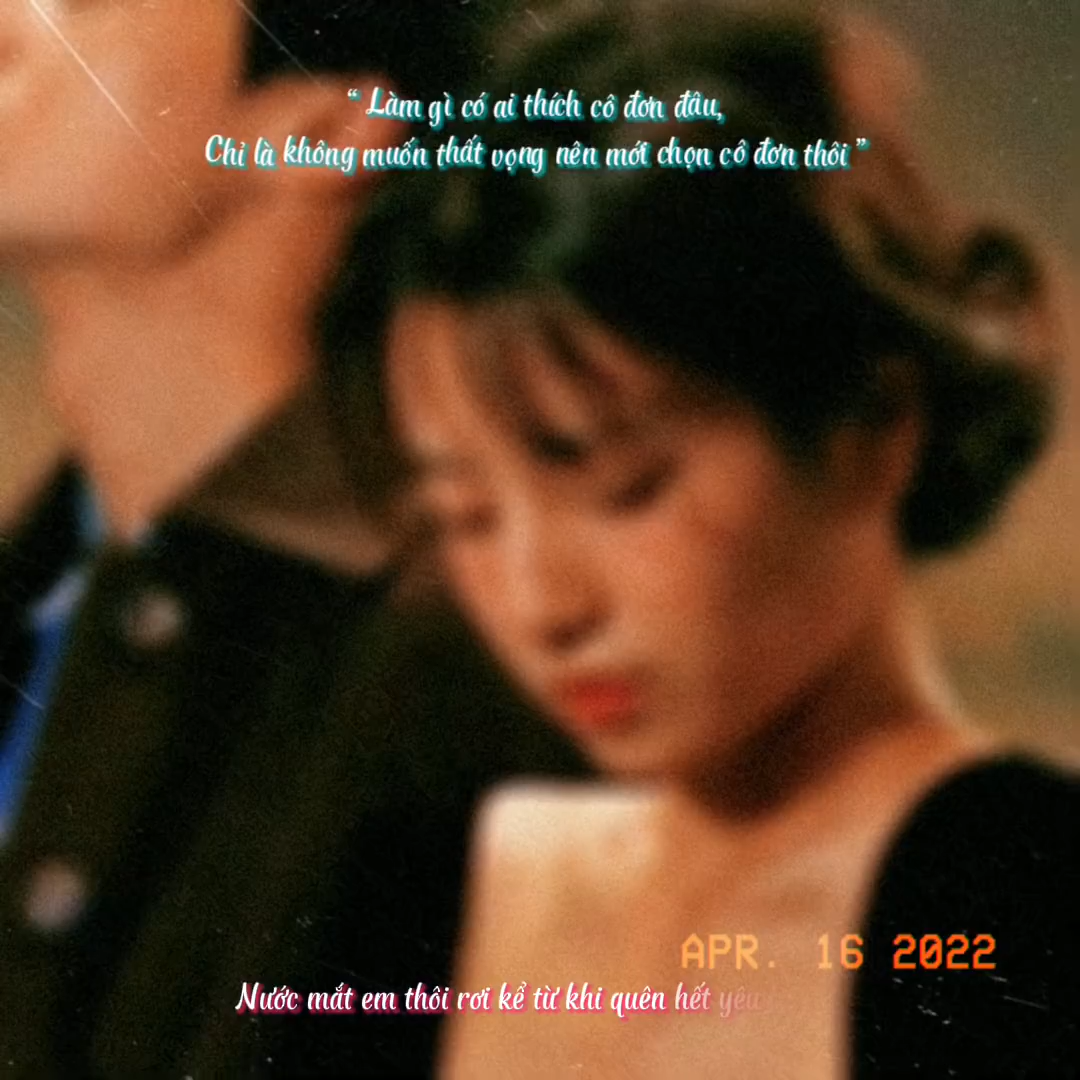 “ Làm gì có ai thích cô đơn đâu,
Chỉ là không muốn thất vọng nên mới chọn cô đơn thôi ”
APR. 16 2022
Nước mắt em thôi rơi kể từ khi quên hết yêu